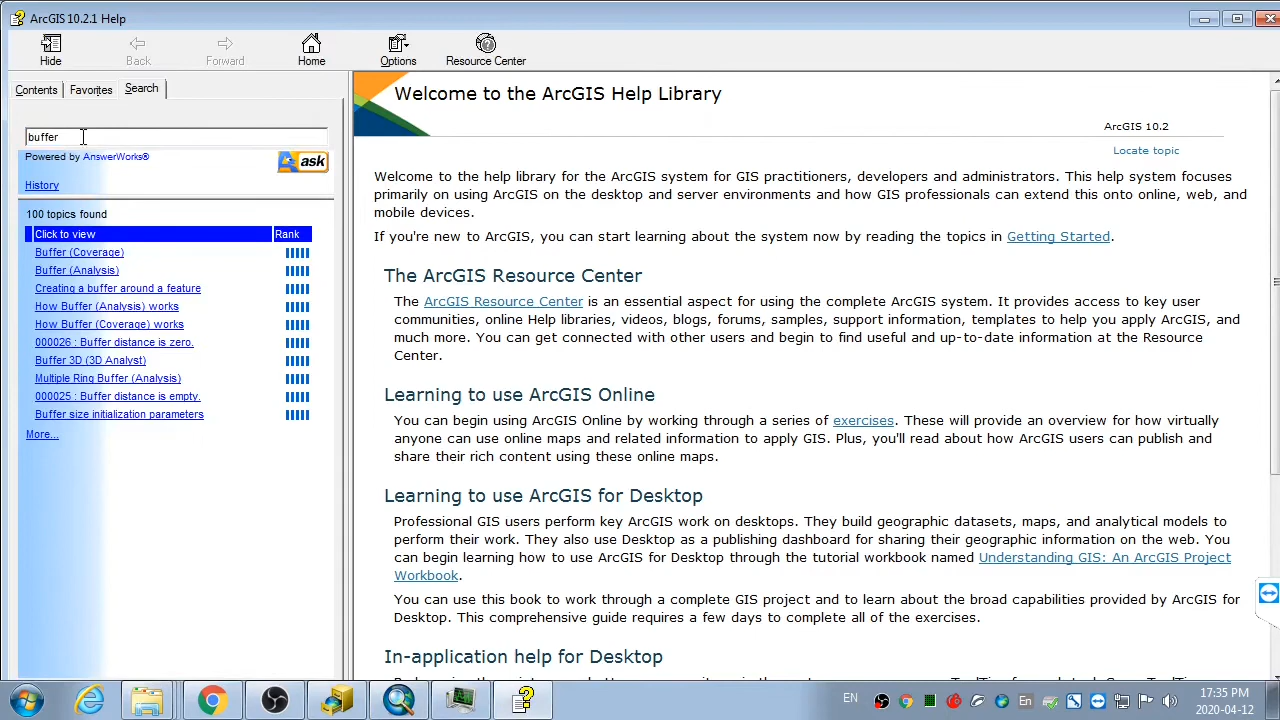 ArcGIS 10.2.1 Help
Hide
Back
Forward
Home
Options
Resource Center
Contents
Favorites
Search
buffer
Powered by AnswerWorks®
ask
History
100 topics found
Click to view
Rank
Buffer (Coverage)
Buffer (Analysis)
Creating a buffer around a feature
How Buffer (Analysis) works
How Buffer (Coverage) works
000026 : Buffer distance is zero.
Buffer 3D (3D Analyst)
Multiple Ring Buffer (Analysis)
000025 : Buffer distance is empty.
Buffer size initialization parameters
More...
Welcome to the ArcGIS Help Library
ArcGIS 10.2
Locate topic
Welcome to the help library for the ArcGIS system for GIS practitioners, developers and administrators. This help system focuses
primarily on using ArcGIS on the desktop and server environments and how GIS professionals can extend this onto online, web, and
mobile devices.
If you're new to ArcGIS, you can start learning about the system now by reading the topics in Getting Started.
The ArcGIS Resource Center
The ArcGIS Resource Center is an essential aspect for using the complete ArcGIS system. It provides access to key user
communities, online Help libraries, videos, blogs, forums, samples, support information, templates to help you apply ArcGIS, and
much more. You can get connected with other users and begin to find useful and up-to-date information at the Resource
Center.
Learning to use ArcGIS Online
You can begin using ArcGIS Online by working through a series of exercises. These will provide an overview for how virtually
anyone can use online maps and related information to apply GIS. Plus, you'll read about how ArcGIS users can publish and
share their rich content using these online maps.
Learning to use ArcGIS for Desktop
Professional GIS users perform key ArcGIS work on desktops. They build geographic datasets, maps, and analytical models to
perform their work. They also use Desktop as a publishing dashboard for sharing their geographic information on the web. You
can begin learning how to use ArcGIS for Desktop through the tutorial workbook named Understanding GIS: An ArcGIS Project
Workbook.
You can use this book to work through a complete GIS project and to learn about the broad capabilities provided by ArcGIS for
Desktop. This comprehensive guide requires a few days to complete all of the exercises.
In-application help for Desktop
EN
En
17:35 PM
2020-04-12